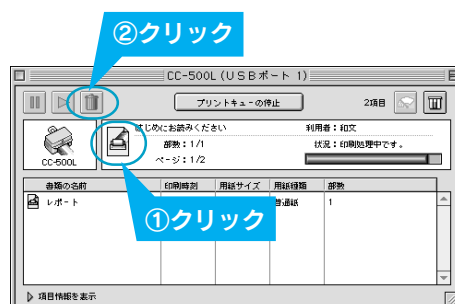 ②クリック
CC-500L(USBポート 1)
プリントキューの停止
2項目
はじめにお読みください
利用者:和文
部数:1/1
状況:印刷処理中です。
ページ:1/2
CC-500L
書類の名前 印刷時刻 用紙サイズ 用紙種類 部数
レポート 普通紙 1
①クリック
項目情報を表示